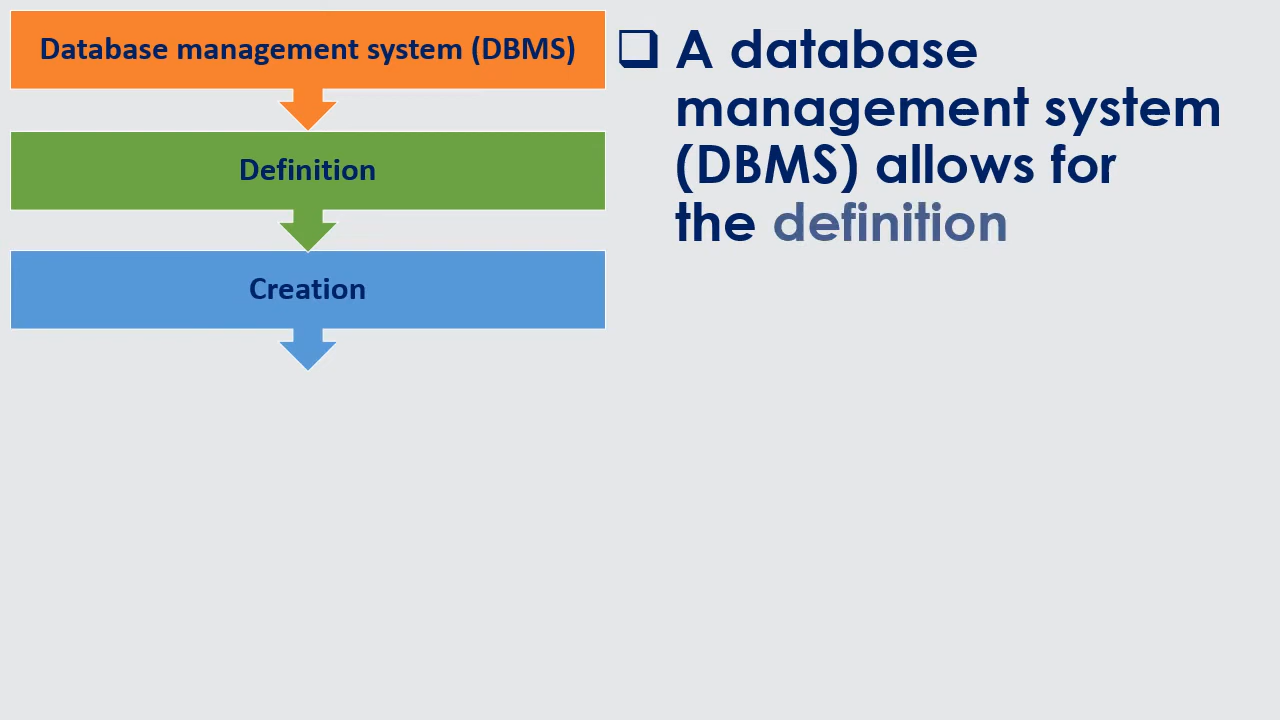 Database management system (DBMS)
Definition
Creation
A database
management system
(DBMS) allows for
the definition